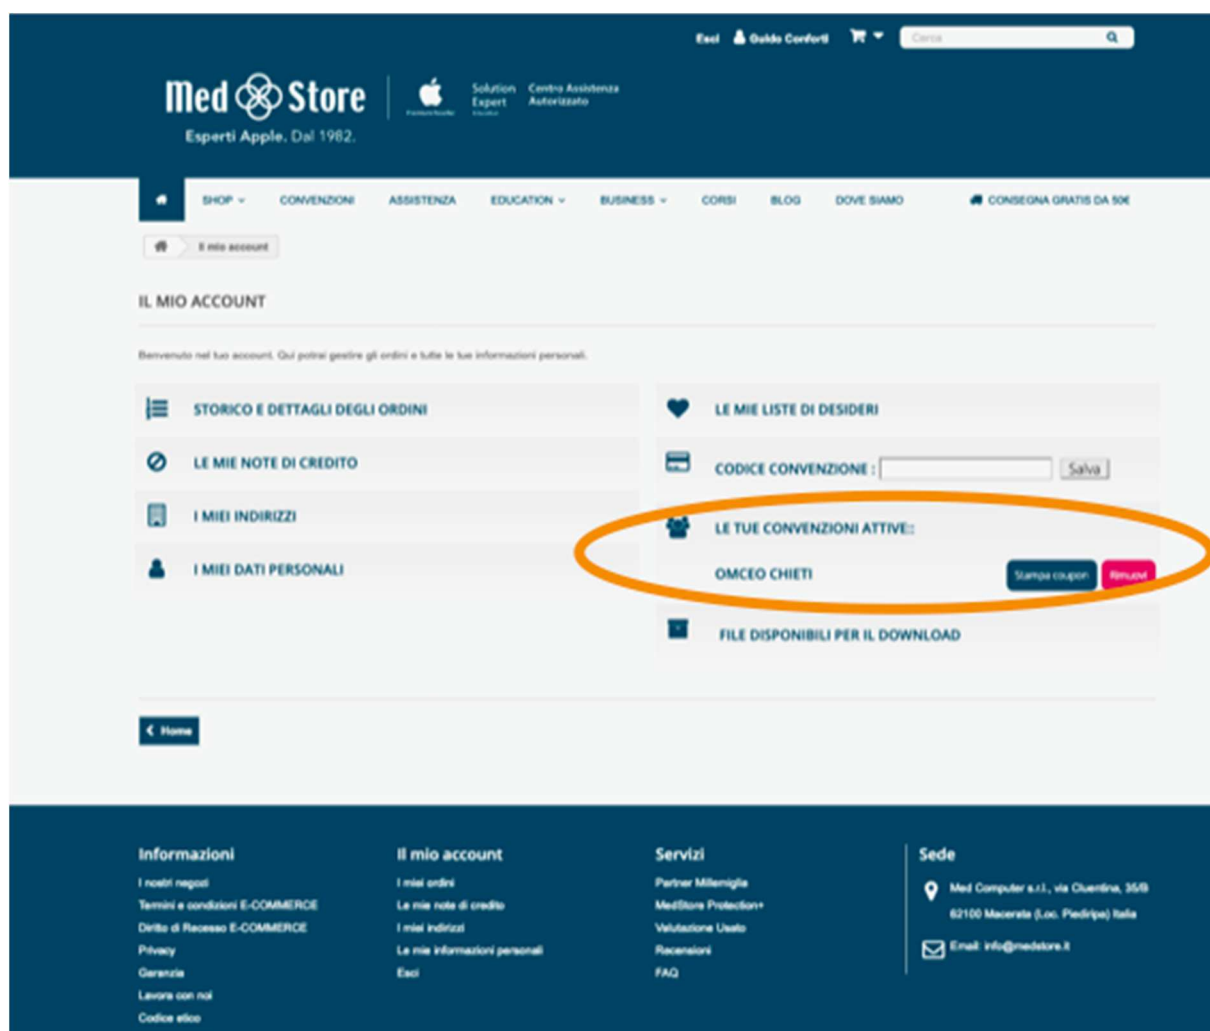 Esci Guido Conforti Cerca
Med Store
Esperti Apple. Dal 1982.
Solution Expert
Centro Assistenza Autorizzato
SHOP CONVENZIONI ASSISTENZA EDUCATION BUSINESS CORSI BLOG DOVE SIAMO CONSEGNA GRATIS DA 50€
Il mio account
IL MIO ACCOUNT
Benvenuto nel tuo account. Qui potrai gestire gli ordini e tutte le tue informazioni personali.
STORICO E DETTAGLI DEGLI ORDINI
LE MIE NOTE DI CREDITO
I MIEI INDIRIZZI
I MIEI DATI PERSONALI
LE MIE LISTE DI DESIDERI
CODICE CONVENZIONE : Salva
LE TUE CONVENZIONI ATTIVE::
OMCEO CHIETI Stampa coupon Rimuovi
FILE DISPONIBILI PER IL DOWNLOAD
Home
Informazioni
I nostri negozi
Termini e condizioni E-COMMERCE
Diritto di Recesso E-COMMERCE
Privacy
Garanzia
Lavora con noi
Codice etico
Il mio account
I miei ordini
Le mie note di credito
I miei indirizzi
Le mie informazioni personali
Esci
Servizi
Partner Millemiglia
MedStore Protection+
Valutazione Usato
Recensioni
FAQ
Sede
Med Computer s.r.l., via Cluentina, 35/B
62100 Macerata (Loc. Piediripa) Italia
Email: info@medstore.it